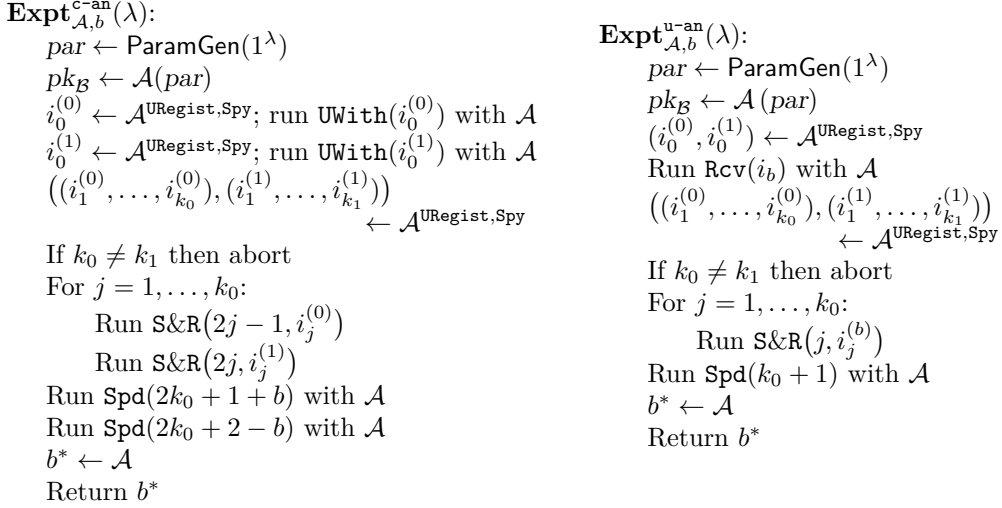 Expt^{c-an}_{𝒜,b}(λ):
par ← ParamGen(1^λ)
pk_ℬ ← 𝒜(par)
i_0^{(0)} ← 𝒜^{URegist,Spy}; run UWith(i_0^{(0)}) with 𝒜
i_0^{(1)} ← 𝒜^{URegist,Spy}; run UWith(i_0^{(1)}) with 𝒜
((i_1^{(0)}, . . . , i_{k_0}^{(0)}), (i_1^{(1)}, . . . , i_{k_1}^{(1)}))
← 𝒜^{URegist,Spy}
If k_0 ≠ k_1 then abort
For j = 1, . . . , k_0:
Run S&R(2j − 1, i_j^{(0)})
Run S&R(2j, i_j^{(1)})
Run Spd(2k_0 + 1 + b) with 𝒜
Run Spd(2k_0 + 2 − b) with 𝒜
b* ← 𝒜
Return b*
Expt^{u-an}_{𝒜,b}(λ):
par ← ParamGen(1^λ)
pk_ℬ ← 𝒜(par)
(i_0^{(0)}, i_0^{(1)}) ← 𝒜^{URegist,Spy}
Run Rcv(i_b) with 𝒜
((i_1^{(0)}, . . . , i_{k_0}^{(0)}), (i_1^{(1)}, . . . , i_{k_1}^{(1)}))
← 𝒜^{URegist,Spy}
If k_0 ≠ k_1 then abort
For j = 1, . . . , k_0:
Run S&R(j, i_j^{(b)})
Run Spd(k_0 + 1) with 𝒜
b* ← 𝒜
Return b*